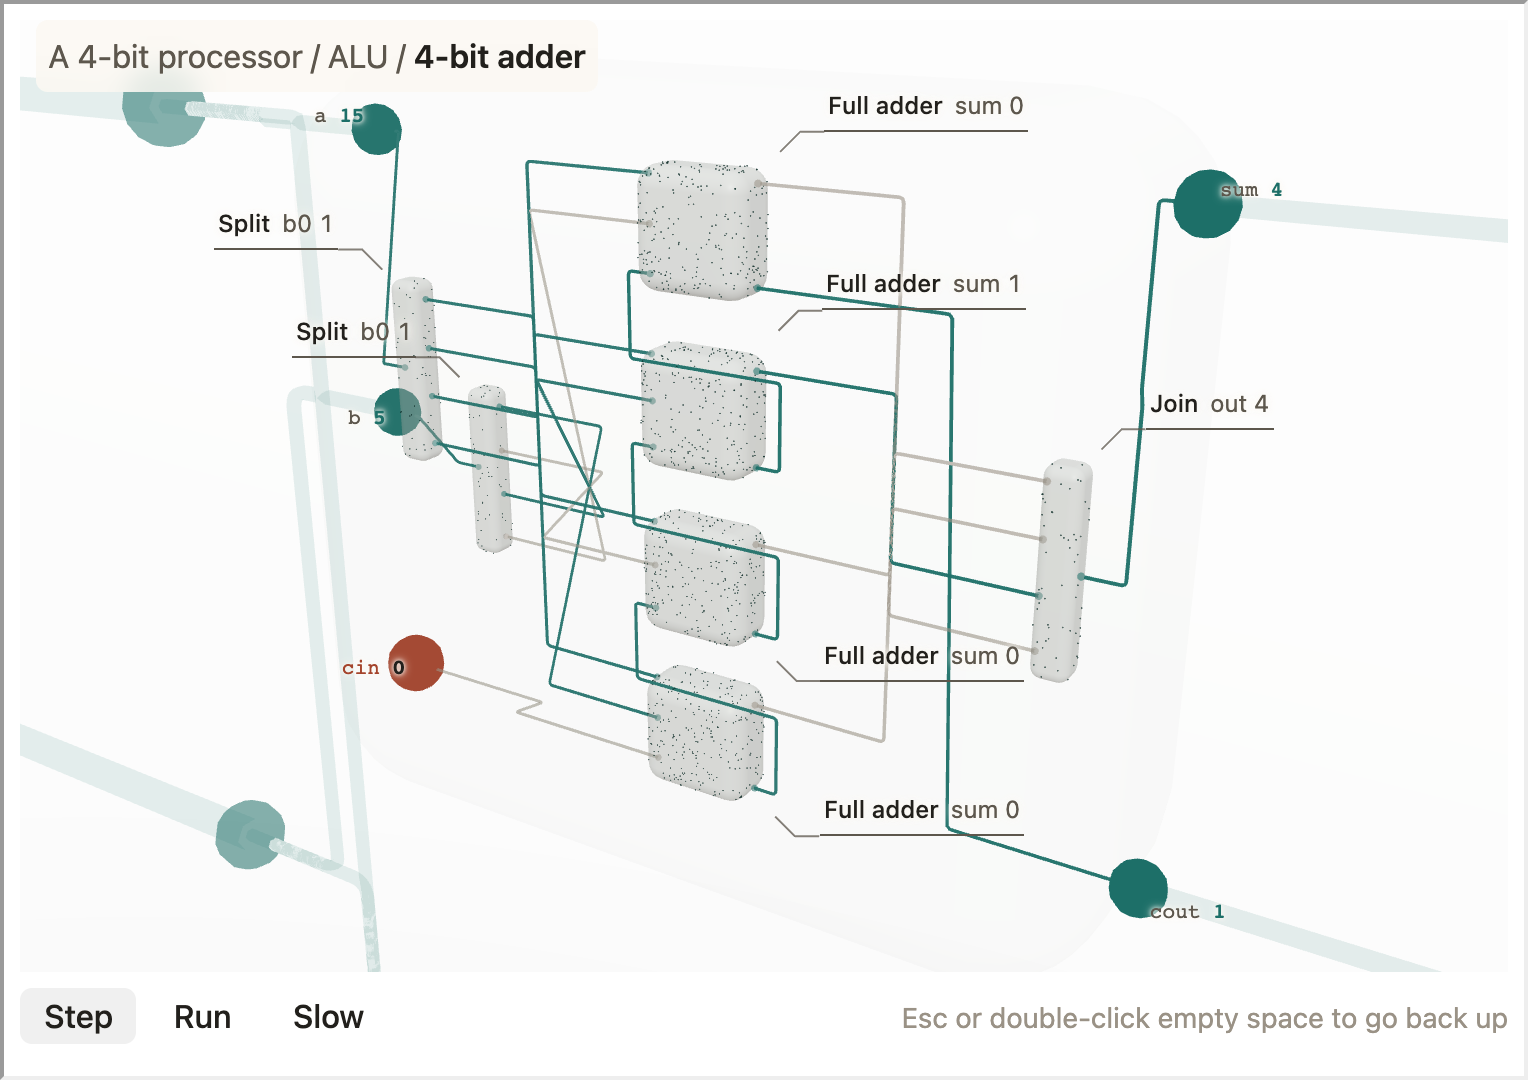 A 4-bit processor / ALU / 4-bit adder
Full adder sum 0
a 15
sum 4
Split b0 1
Full adder sum 1
Split b0 1
Join out 4
b 5
Full adder sum 0
cin 0
Full adder sum 0
cout 1
Step Run Slow Esc or double-click empty space to go back up